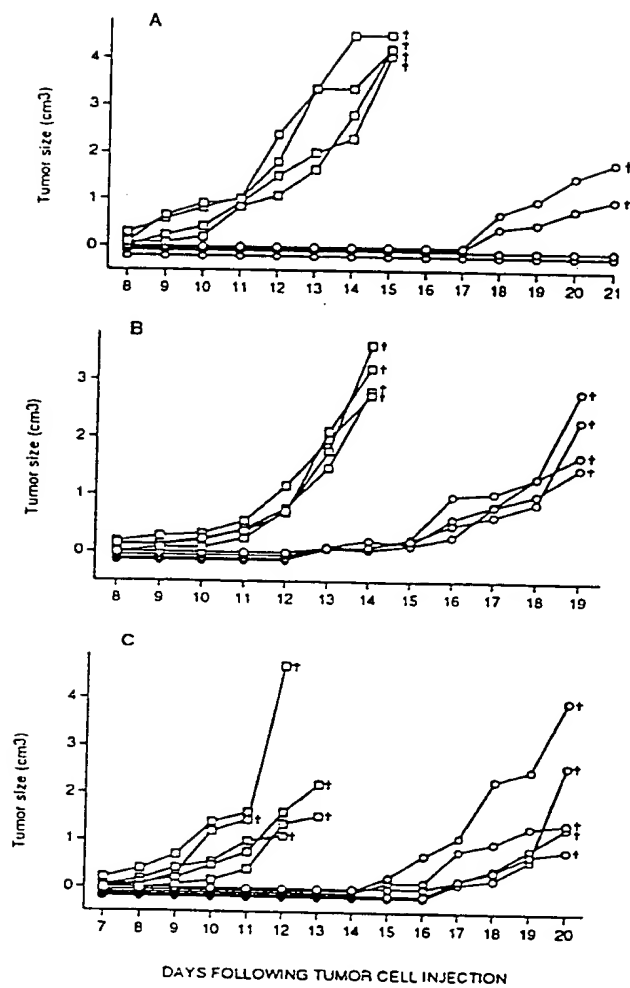 A
Tumor size (cm3)
4
3
2
1
0
† † † †
† †
8 9 10 11 12 13 14 15 16 17 18 19 20 21
B
Tumor size (cm3)
3
2
1
0
† † † †
† † † †
8 9 10 11 12 13 14 15 16 17 18 19
C
Tumor size (cm3)
4
3
2
1
0
† † † † †
† † † † †
7 8 9 10 11 12 13 14 15 16 17 18 19 20
DAYS FOLLOWING TUMOR CELL INJECTION